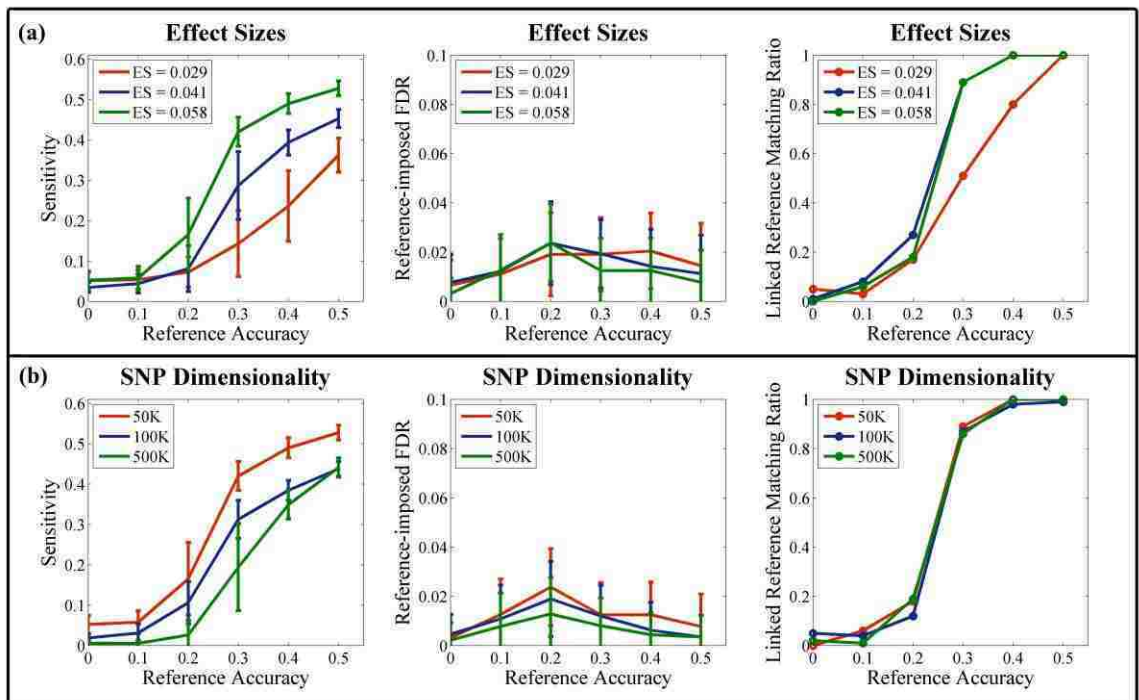 (a)
Effect Sizes
Effect Sizes
Effect Sizes
Sensitivity
0.6
0.5
0.4
0.3
0.2
0.1
0
ES = 0.029
ES = 0.041
ES = 0.058
0 0.1 0.2 0.3 0.4 0.5
Reference Accuracy
Reference-imposed FDR
0.1
0.08
0.06
0.04
0.02
0
ES = 0.029
ES = 0.041
ES = 0.058
0 0.1 0.2 0.3 0.4 0.5
Reference Accuracy
Linked Reference Matching Ratio
1
0.8
0.6
0.4
0.2
0
ES = 0.029
ES = 0.041
ES = 0.058
0 0.1 0.2 0.3 0.4 0.5
Reference Accuracy
(b)
SNP Dimensionality
SNP Dimensionality
SNP Dimensionality
Sensitivity
0.6
0.5
0.4
0.3
0.2
0.1
0
50K
100K
500K
0 0.1 0.2 0.3 0.4 0.5
Reference Accuracy
Reference-imposed FDR
0.1
0.08
0.06
0.04
0.02
0
50K
100K
500K
0 0.1 0.2 0.3 0.4 0.5
Reference Accuracy
Linked Reference Matching Ratio
1
0.8
0.6
0.4
0.2
0
50K
100K
500K
0 0.1 0.2 0.3 0.4 0.5
Reference Accuracy